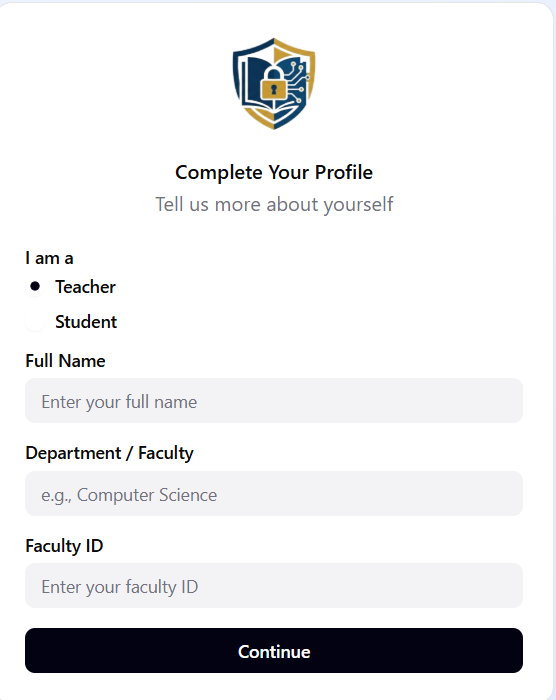 Complete Your Profile
Tell us more about yourself
I am a
Teacher
Student
Full Name
Enter your full name
Department / Faculty
e.g., Computer Science
Faculty ID
Enter your faculty ID
Continue